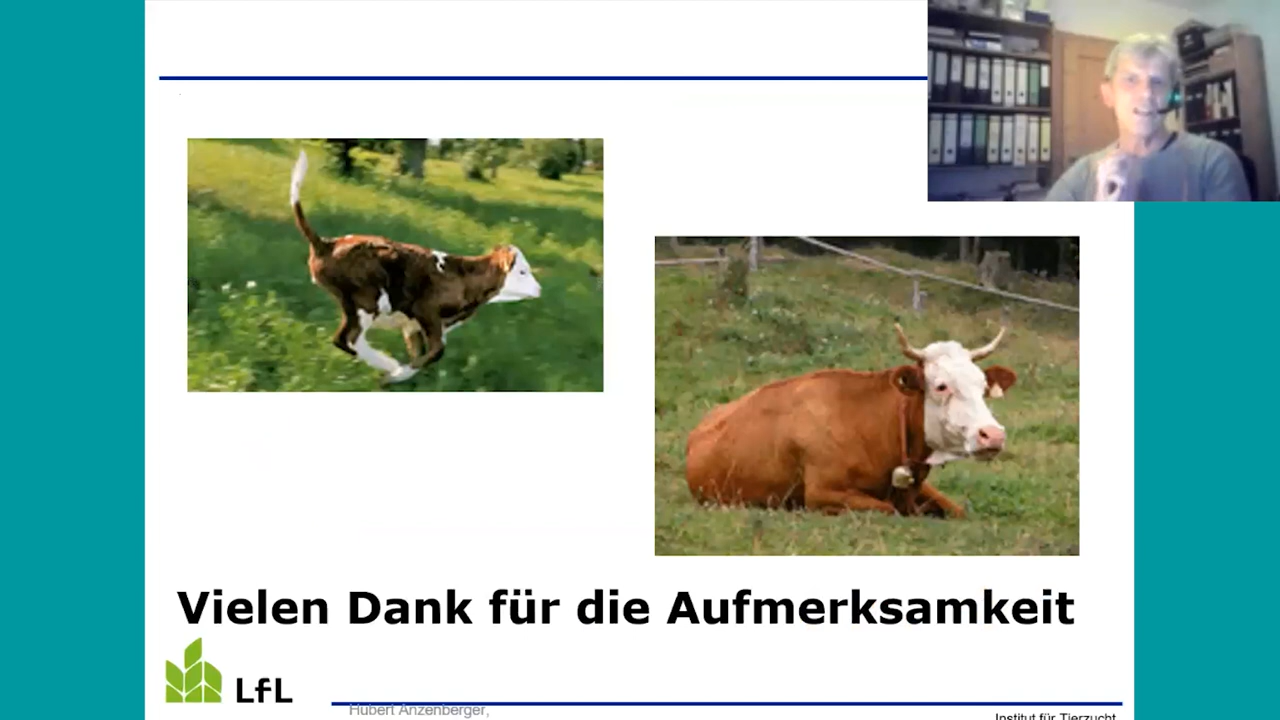 Vielen Dank für die Aufmerksamkeit
LfL
Hubert Anzenberger,
Institut für Tierzucht